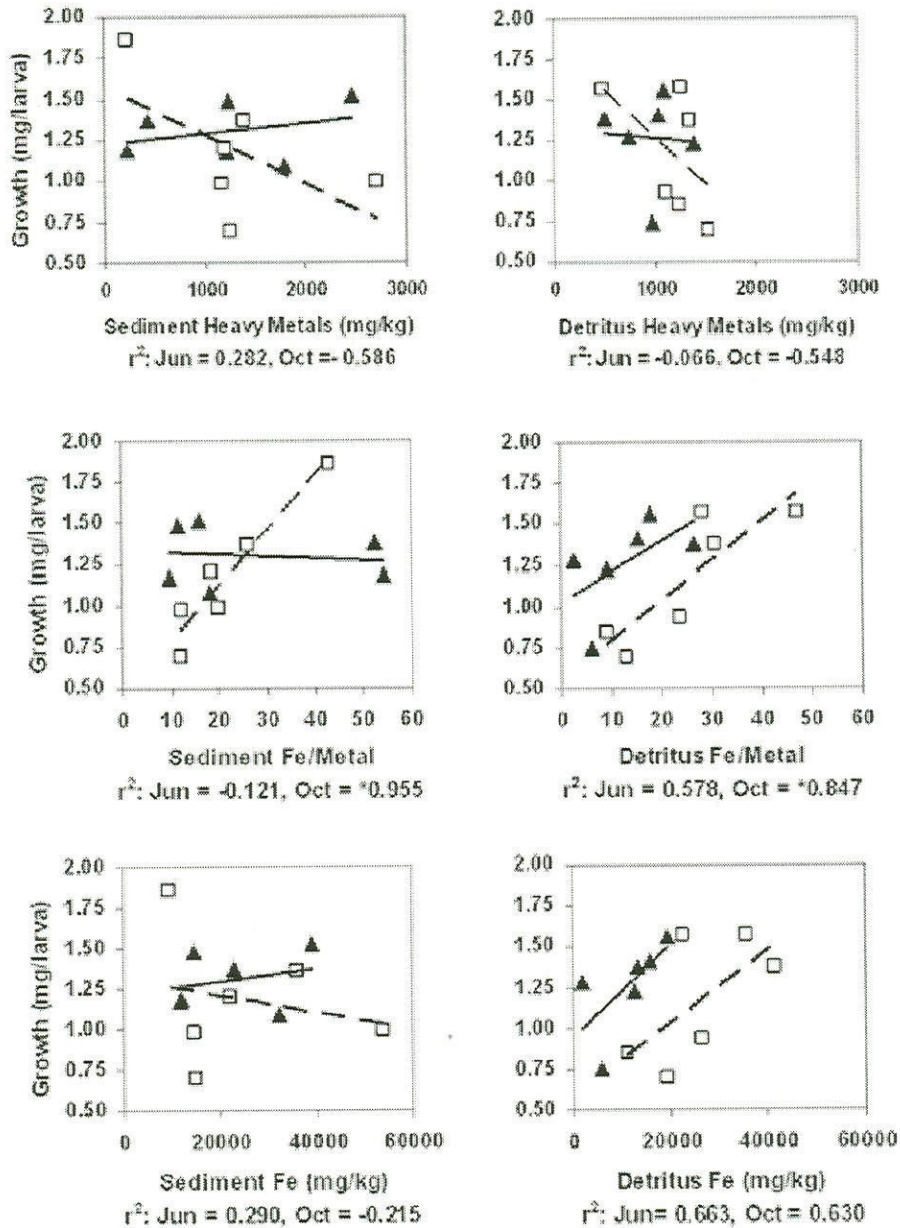 2.00
1.75
1.50
1.25
1.00
0.75
0.50
Growth (mg/larva)
0 1000 2000 3000
Sediment Heavy Metals (mg/kg)
r²: Jun = 0.282, Oct =- 0.586
2.00
1.75
1.50
1.25
1.00
0.75
0.50
0 1000 2000 3000
Detritus Heavy Metals (mg/kg)
r²: Jun = -0.066, Oct = -0.548
2.00
1.75
1.50
1.25
1.00
0.75
0.50
Growth (mg/larva)
0 10 20 30 40 50 60
Sediment Fe/Metal
r²: Jun = -0.121, Oct = *0.955
2.00
1.75
1.50
1.25
1.00
0.75
0.50
0 10 20 30 40 50 60
Detritus Fe/Metal
r²: Jun = 0.578, Oct = *0.847
2.00
1.75
1.50
1.25
1.00
0.75
0.50
Growth (mg/larva)
0 20000 40000 60000
Sediment Fe (mg/kg)
r²: Jun = 0.290, Oct = -0.215
2.00
1.75
1.50
1.25
1.00
0.75
0.50
0 20000 40000 60000
Detritus Fe (mg/kg)
r²: Jun= 0.663, Oct = 0.630